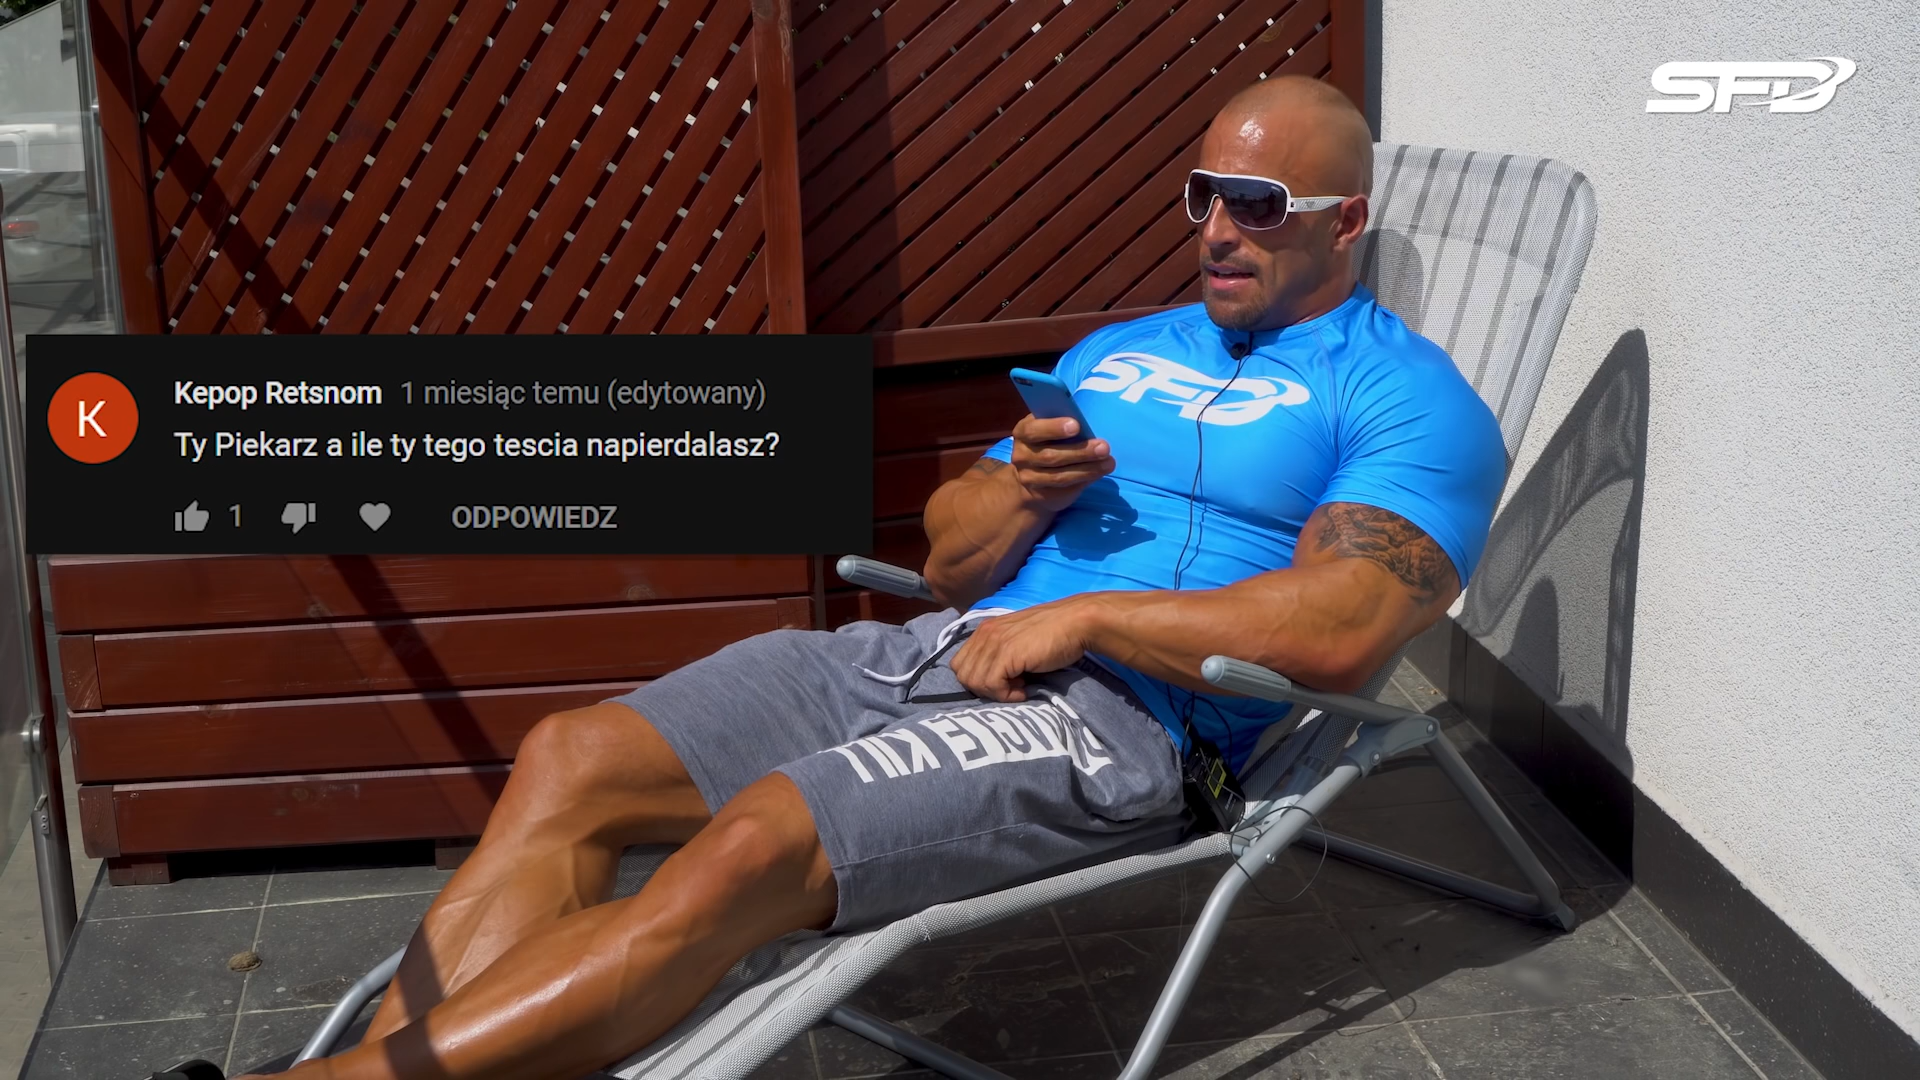 SFD
K
Kepop Retsnom 1 miesiąc temu (edytowany)
Ty Piekarz a ile ty tego tescia napierdalasz?
1
ODPOWIEDZ
SFD